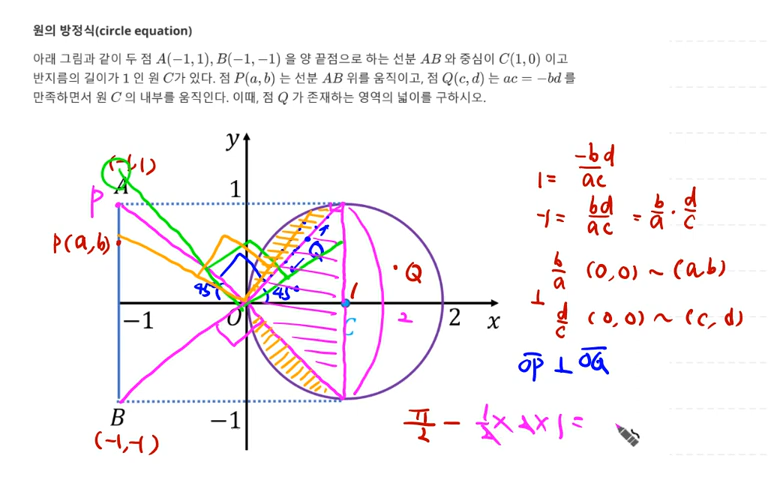 원의 방정식(circle equation)
아래 그림과 같이 두 점 A(−1, 1), B(−1, −1) 을 양 끝점으로 하는 선분 AB 와 중심이 C(1, 0) 이고
반지름의 길이가 1 인 원 C가 있다. 점 P(a, b) 는 선분 AB 위를 움직이고, 점 Q(c, d) 는 ac = −bd 를
만족하면서 원 C 의 내부를 움직인다. 이때, 점 Q 가 존재하는 영역의 넓이를 구하시오.
y
(-1,1)
A
P
1
1 = -bd/ac
-1 = bd/ac = b/a · d/c
P(a,b)
Q
Q
b/a (0,0) ~ (a b)
⊥
45°
45°
1
−1
O
C
2
2
x
d/c (0,0) ~ (c, d)
OP ⊥ OQ
B
−1
(-1,-1)
π/2 - 1/2 × 2 × 1 =